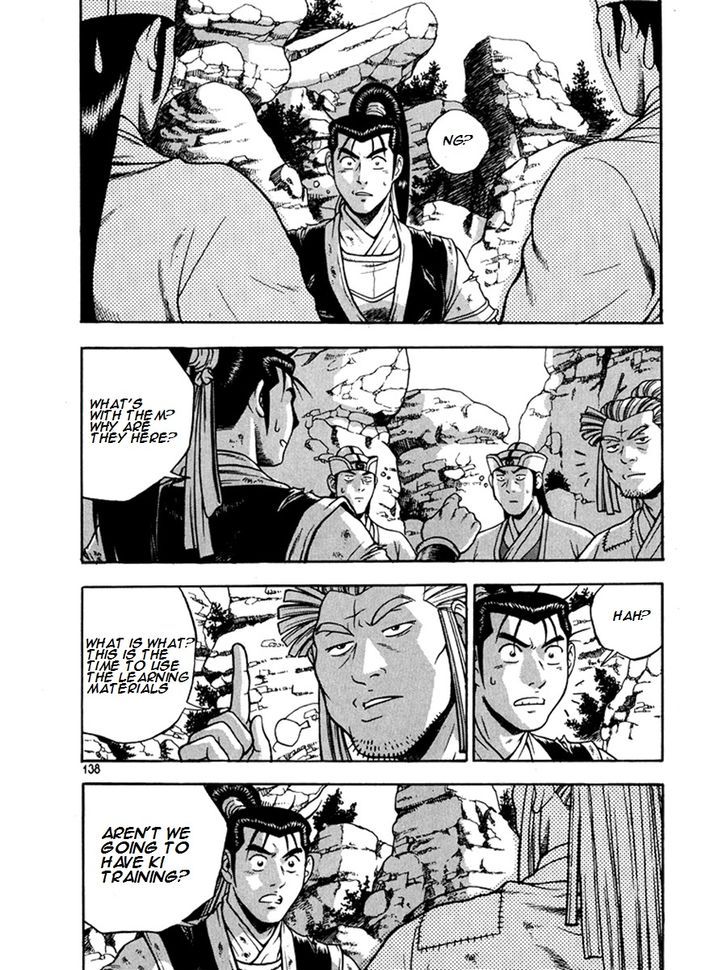 NG?
WHAT'S
WITH THEM?
WHY ARE
THEY HERE?
WHAT IS WHAT?
THIS IS THE
TIME TO USE
THE LEARNING
MATERIALS
HAH?
138
AREN'T WE
GOING TO
HAVE KI
TRAINING?